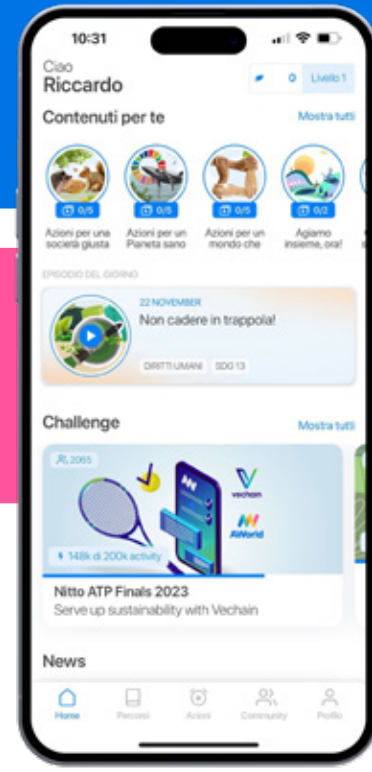 10:31
Ciao
Riccardo
0 Livello 1
Contenuti per te Mostra tutti
0/5 0/5 0/5 0/2
Azioni per una società giusta
Azioni per un Pianeta sano
Azioni per un mondo che
Agiamo insieme, ora!
EPISODIO DEL GIORNO
22 NOVEMBER
Non cadere in trappola!
DIRITTI UMANI SDG 13
Challenge Mostra tutti
2065
vechain
AWorld
148k di 200k activity
Nitto ATP Finals 2023
Serve up sustainability with Vechain
News
Home Percorsi Azioni Community Profilo